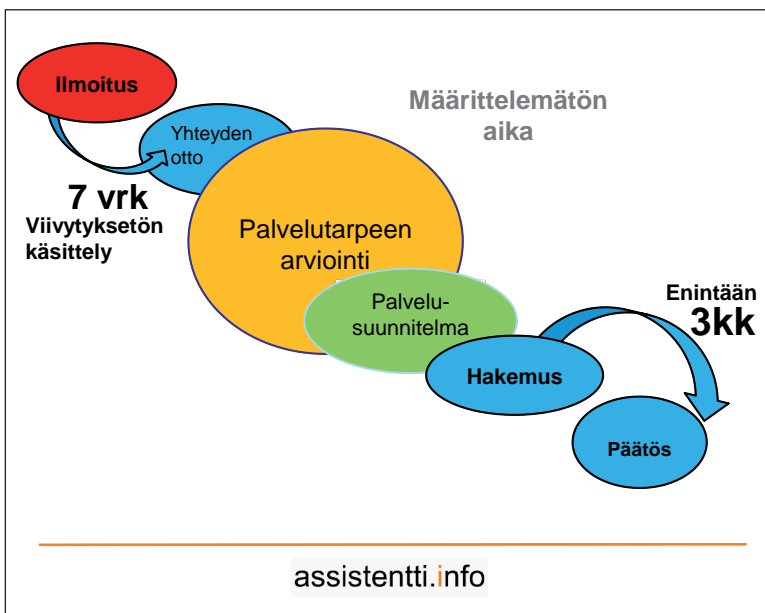 Ilmoitus
Yhteyden
otto
7 vrk
Viivytyksetön
käsittely
Määrittelemätön
aika
Palvelutarpeen
arviointi
Palvelu-
suunnitelma
Hakemus
Enintään
3kk
Päätös
assistentti.info